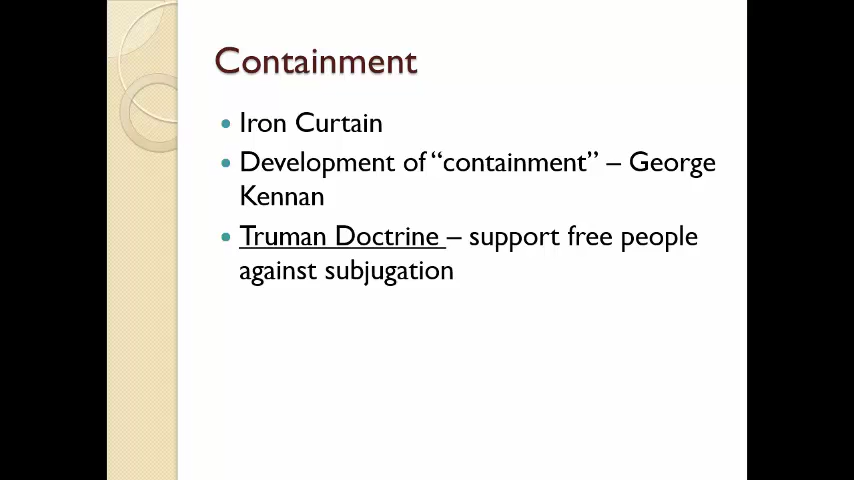 Containment
• Iron Curtain
• Development of “containment” – George
Kennan
• Truman Doctrine – support free people
against subjugation